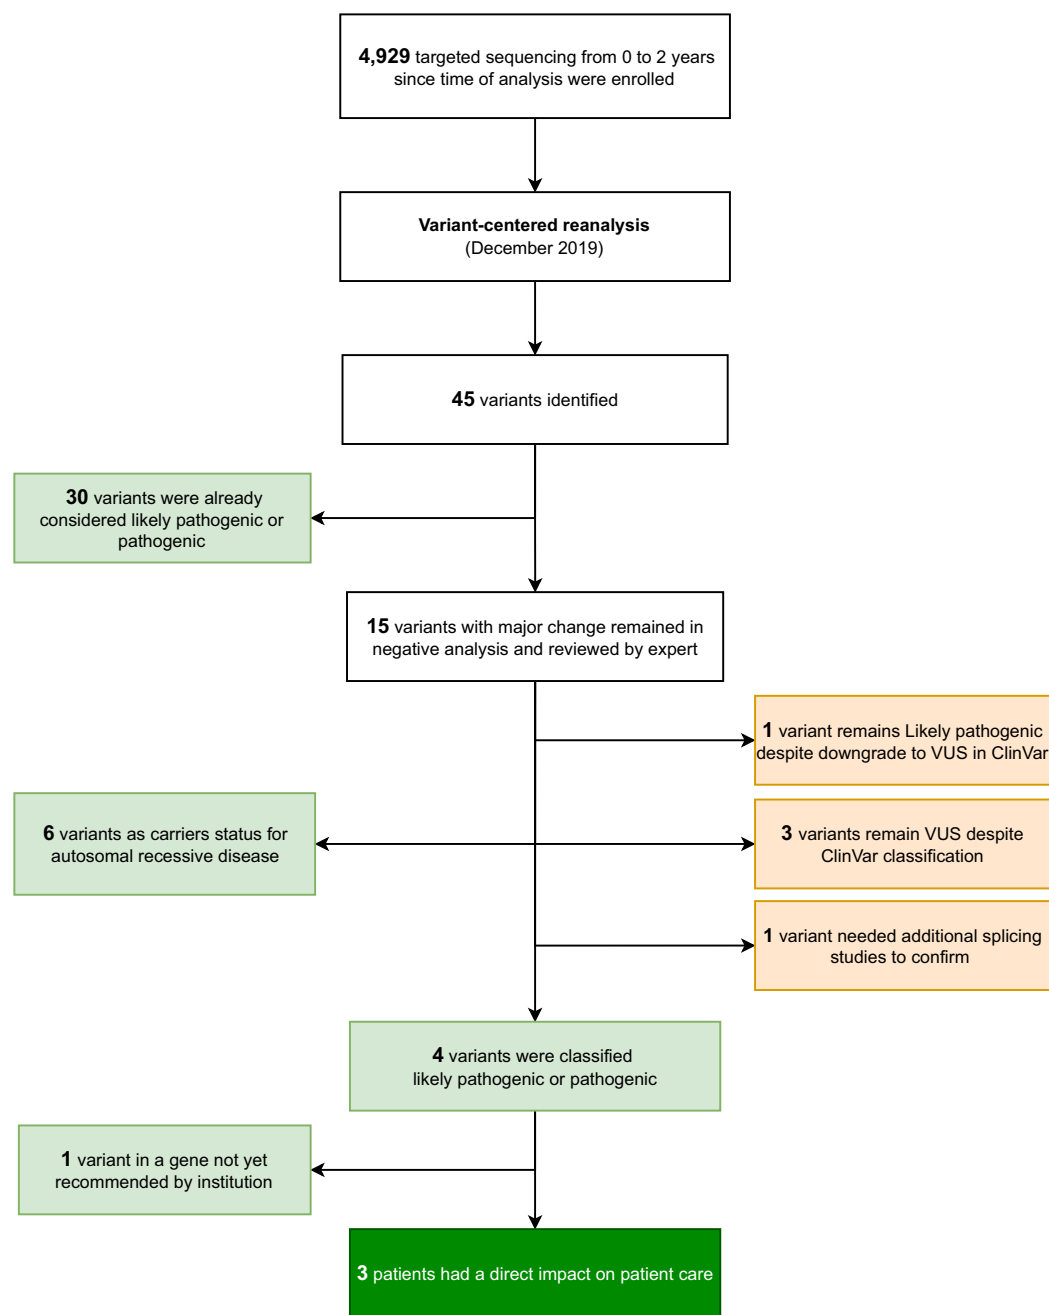 4,929 targeted sequencing from 0 to 2 years
since time of analysis were enrolled
Variant-centered reanalysis
(December 2019)
45 variants identified
30 variants were already
considered likely pathogenic or
pathogenic
15 variants with major change remained in
negative analysis and reviewed by expert
1 variant remains Likely pathogenic
despite downgrade to VUS in ClinVar
6 variants as carriers status for
autosomal recessive disease
3 variants remain VUS despite
ClinVar classification
1 variant needed additional splicing
studies to confirm
4 variants were classified
likely pathogenic or pathogenic
1 variant in a gene not yet
recommended by institution
3 patients had a direct impact on patient care